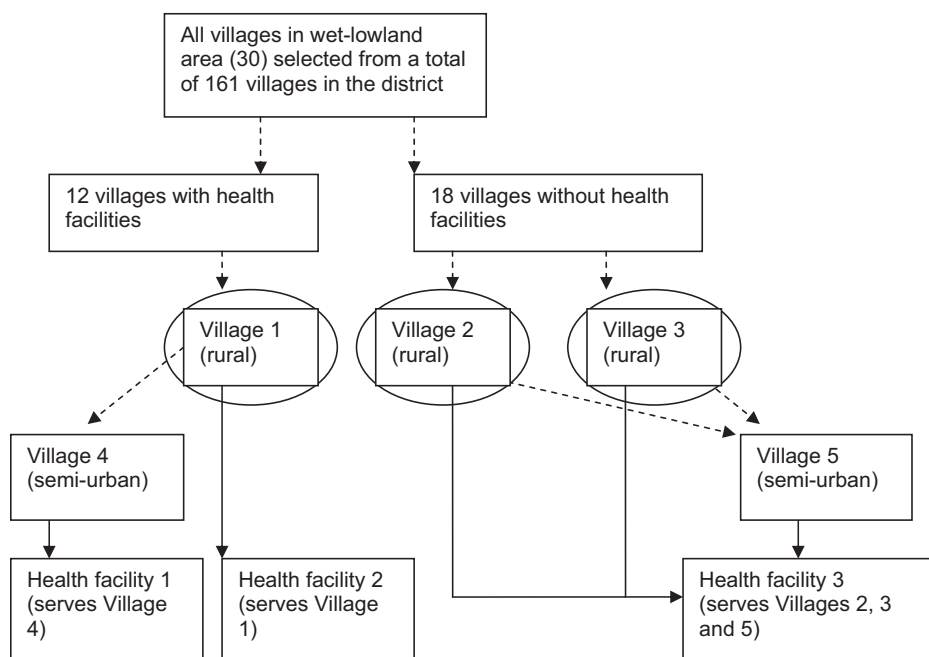 All villages in wet-lowland
area (30) selected from a total
of 161 villages in the district
12 villages with health
facilities
18 villages without health
facilities
Village 1
(rural)
Village 2
(rural)
Village 3
(rural)
Village 4
(semi-urban)
Village 5
(semi-urban)
Health facility 1
(serves Village
4)
Health facility 2
(serves Village
1)
Health facility 3
(serves Villages 2, 3
and 5)